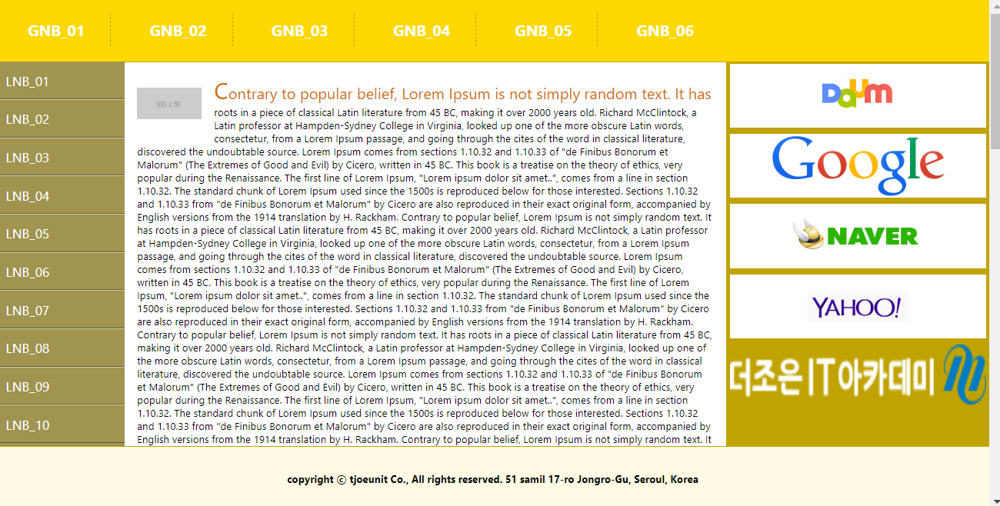 GNB_01 GNB_02 GNB_03 GNB_04 GNB_05 GNB_06
LNB_01
LNB_02
LNB_03
LNB_04
LNB_05
LNB_06
LNB_07
LNB_08
LNB_09
LNB_10
100 x 50
Contrary to popular belief, Lorem Ipsum is not simply random text. It has
roots in a piece of classical Latin literature from 45 BC, making it over 2000 years old. Richard McClintock, a
Latin professor at Hampden-Sydney College in Virginia, looked up one of the more obscure Latin words,
consectetur, from a Lorem Ipsum passage, and going through the cites of the word in classical literature,
discovered the undoubtable source. Lorem Ipsum comes from sections 1.10.32 and 1.10.33 of "de Finibus Bonorum et
Malorum" (The Extremes of Good and Evil) by Cicero, written in 45 BC. This book is a treatise on the theory of ethics, very
popular during the Renaissance. The first line of Lorem Ipsum, "Lorem ipsum dolor sit amet..", comes from a line in section
1.10.32. The standard chunk of Lorem Ipsum used since the 1500s is reproduced below for those interested. Sections 1.10.32
and 1.10.33 from "de Finibus Bonorum et Malorum" by Cicero are also reproduced in their exact original form, accompanied by
English versions from the 1914 translation by H. Rackham. Contrary to popular belief, Lorem Ipsum is not simply random text. It
has roots in a piece of classical Latin literature from 45 BC, making it over 2000 years old. Richard McClintock, a Latin professor
at Hampden-Sydney College in Virginia, looked up one of the more obscure Latin words, consectetur, from a Lorem Ipsum
passage, and going through the cites of the word in classical literature, discovered the undoubtable source. Lorem Ipsum
comes from sections 1.10.32 and 1.10.33 of "de Finibus Bonorum et Malorum" (The Extremes of Good and Evil) by Cicero,
written in 45 BC. This book is a treatise on the theory of ethics, very popular during the Renaissance. The first line of Lorem
Ipsum, "Lorem ipsum dolor sit amet..", comes from a line in section 1.10.32. The standard chunk of Lorem Ipsum used since the
1500s is reproduced below for those interested. Sections 1.10.32 and 1.10.33 from "de Finibus Bonorum et Malorum" by Cicero
are also reproduced in their exact original form, accompanied by English versions from the 1914 translation by H. Rackham.
Contrary to popular belief, Lorem Ipsum is not simply random text. It has roots in a piece of classical Latin literature from 45 BC,
making it over 2000 years old. Richard McClintock, a Latin professor at Hampden-Sydney College in Virginia, looked up one of
the more obscure Latin words, consectetur, from a Lorem Ipsum passage, and going through the cites of the word in classical
literature, discovered the undoubtable source. Lorem Ipsum comes from sections 1.10.32 and 1.10.33 of "de Finibus Bonorum
et Malorum" (The Extremes of Good and Evil) by Cicero, written in 45 BC. This book is a treatise on the theory of ethics, very
popular during the Renaissance. The first line of Lorem Ipsum, "Lorem ipsum dolor sit amet..", comes from a line in section
1.10.32. The standard chunk of Lorem Ipsum used since the 1500s is reproduced below for those interested. Sections 1.10.32
and 1.10.33 from "de Finibus Bonorum et Malorum" by Cicero are also reproduced in their exact original form, accompanied by
English versions from the 1914 translation by H. Rackham. Contrary to popular belief, Lorem Ipsum is not simply random text. It
Daum
Google
NAVER
YAHOO!
더조은IT아카데미
copyright ⓒ tjoeunit Co., All rights reserved. 51 samil 17-ro Jongro-Gu, Seroul, Korea